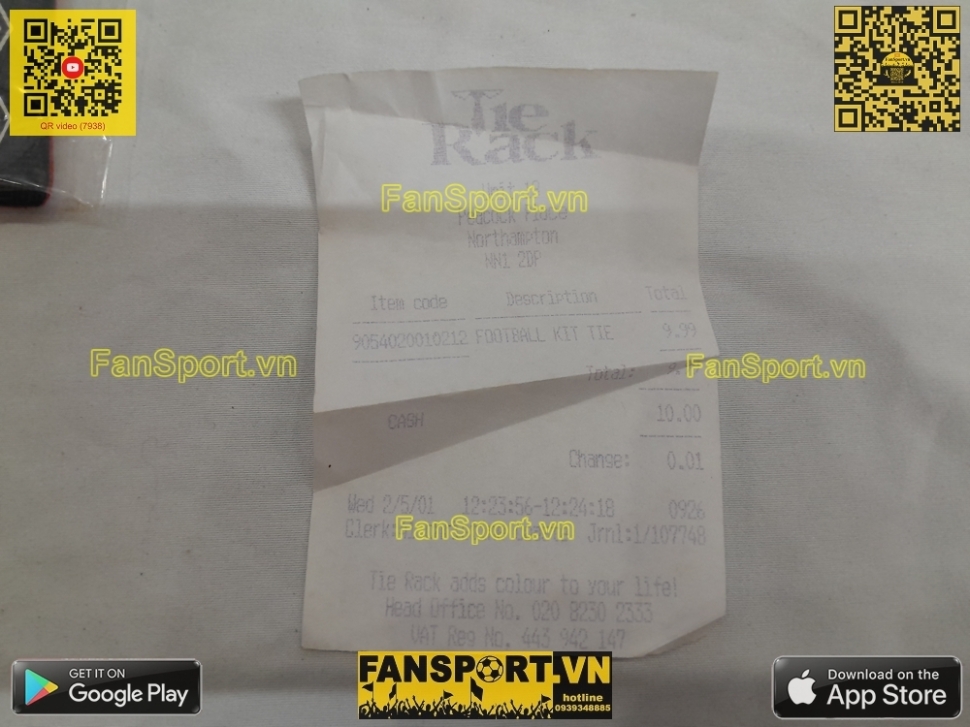 QR video (7938)
Tie
Rack
FanSport.vn
Northampton
NN1 2DP
Item code Description Total
9054020010212 FOOTBALL KIT TIE 9.99
FanSport.vn
Total:
FanSport.vn
CASH 10.00
Change: 0.01
Wed 2/5/01 12:23:56-12:24:18 0926
Clerk: Jrnl:1/107748
FanSport.vn
Tie Rack adds colour to your life!
Head Office No. 020 8230 2333
VAT Reg No. 443 942 147
GET IT ON
Google Play
FANSPORT.VN
hotline
0939348885
Download on the
App Store